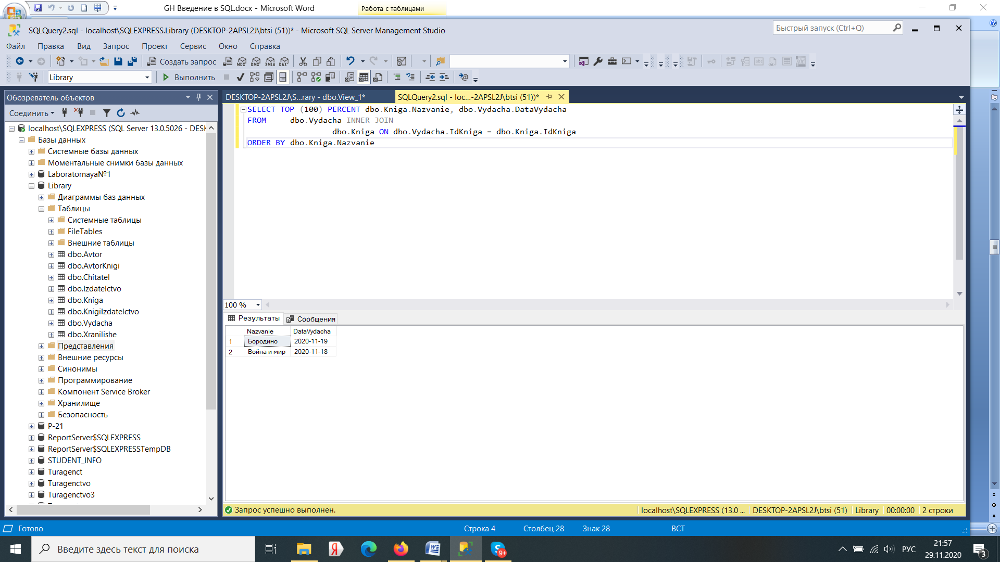 GH Введение в SQL.docx - Microsoft Word
Работа с таблицами
SQLQuery2.sql - localhost\SQLEXPRESS.Library (DESKTOP-2APSL2J\btsi (51))* - Microsoft SQL Server Management Studio
Быстрый запуск (Ctrl+Q)
Файл Правка Вид Запрос Проект Сервис Окно Справка
Создать запрос
Library
Выполнить
Обозреватель объектов
Соединить
localhost\SQLEXPRESS (SQL Server 13.0.5026 - DESK
Базы данных
Системные базы данных
Моментальные снимки базы данных
Laboratornaya№1
Library
Диаграммы баз данных
Таблицы
Системные таблицы
FileTables
Внешние таблицы
dbo.Avtor
dbo.AvtorKnigi
dbo.Chitatel
dbo.Izdatelctvo
dbo.Kniga
dbo.KnigiIzdatelctvo
dbo.Vydacha
dbo.Xranilishe
Представления
Внешние ресурсы
Синонимы
Программирование
Компонент Service Broker
Хранилище
Безопасность
P-21
ReportServer$SQLEXPRESS
ReportServer$SQLEXPRESSTempDB
STUDENT_INFO
Turagenct
Turagenctvo
Turagenctvo3
DESKTOP-2APSL2J\S...rary - dbo.View_1*
SQLQuery2.sql - loc...-2APSL2J\btsi (51))*
SELECT TOP (100) PERCENT dbo.Kniga.Nazvanie, dbo.Vydacha.DataVydacha
FROM dbo.Vydacha INNER JOIN
dbo.Kniga ON dbo.Vydacha.IdKniga = dbo.Kniga.IdKniga
ORDER BY dbo.Kniga.Nazvanie
100 %
Результаты Сообщения
Nazvanie DataVydacha
1 Бородино 2020-11-19
2 Война и мир 2020-11-18
Запрос успешно выполнен.
localhost\SQLEXPRESS (13.0 ... DESKTOP-2APSL2J\btsi (51) Library 00:00:00 2 строки
Готово
Строка 4 Столбец 28 Знак 28 ВСТ
Введите здесь текст для поиска
9+
РУС
21:57
29.11.2020
3